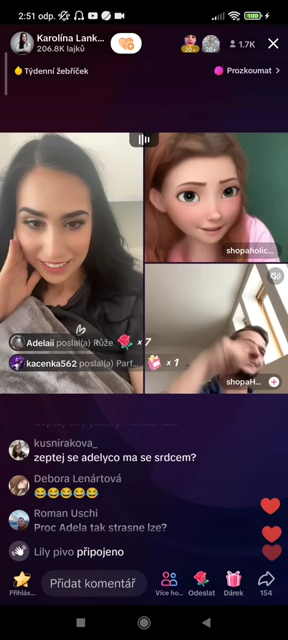 2:51 odp.
100
Karolína Lank...
206.8K lajků
20+
20+
1.7K
Týdenní žebříček
Prozkoumat >
shopaholic...
Adelaii poslal(a) Růže × 7
kacenka562 poslal(a) Parf... × 1
shopaH...
kusnirakova_
zeptej se adelyco ma se srdcem?
Debora Lenártová
😂😂😂😂😂
Roman Uschi
Proc Adela tak strasne lze?
Lily pivo připojeno
Přidat komentář
Přihlás...
Více ho...
Odeslat
Dárek
154